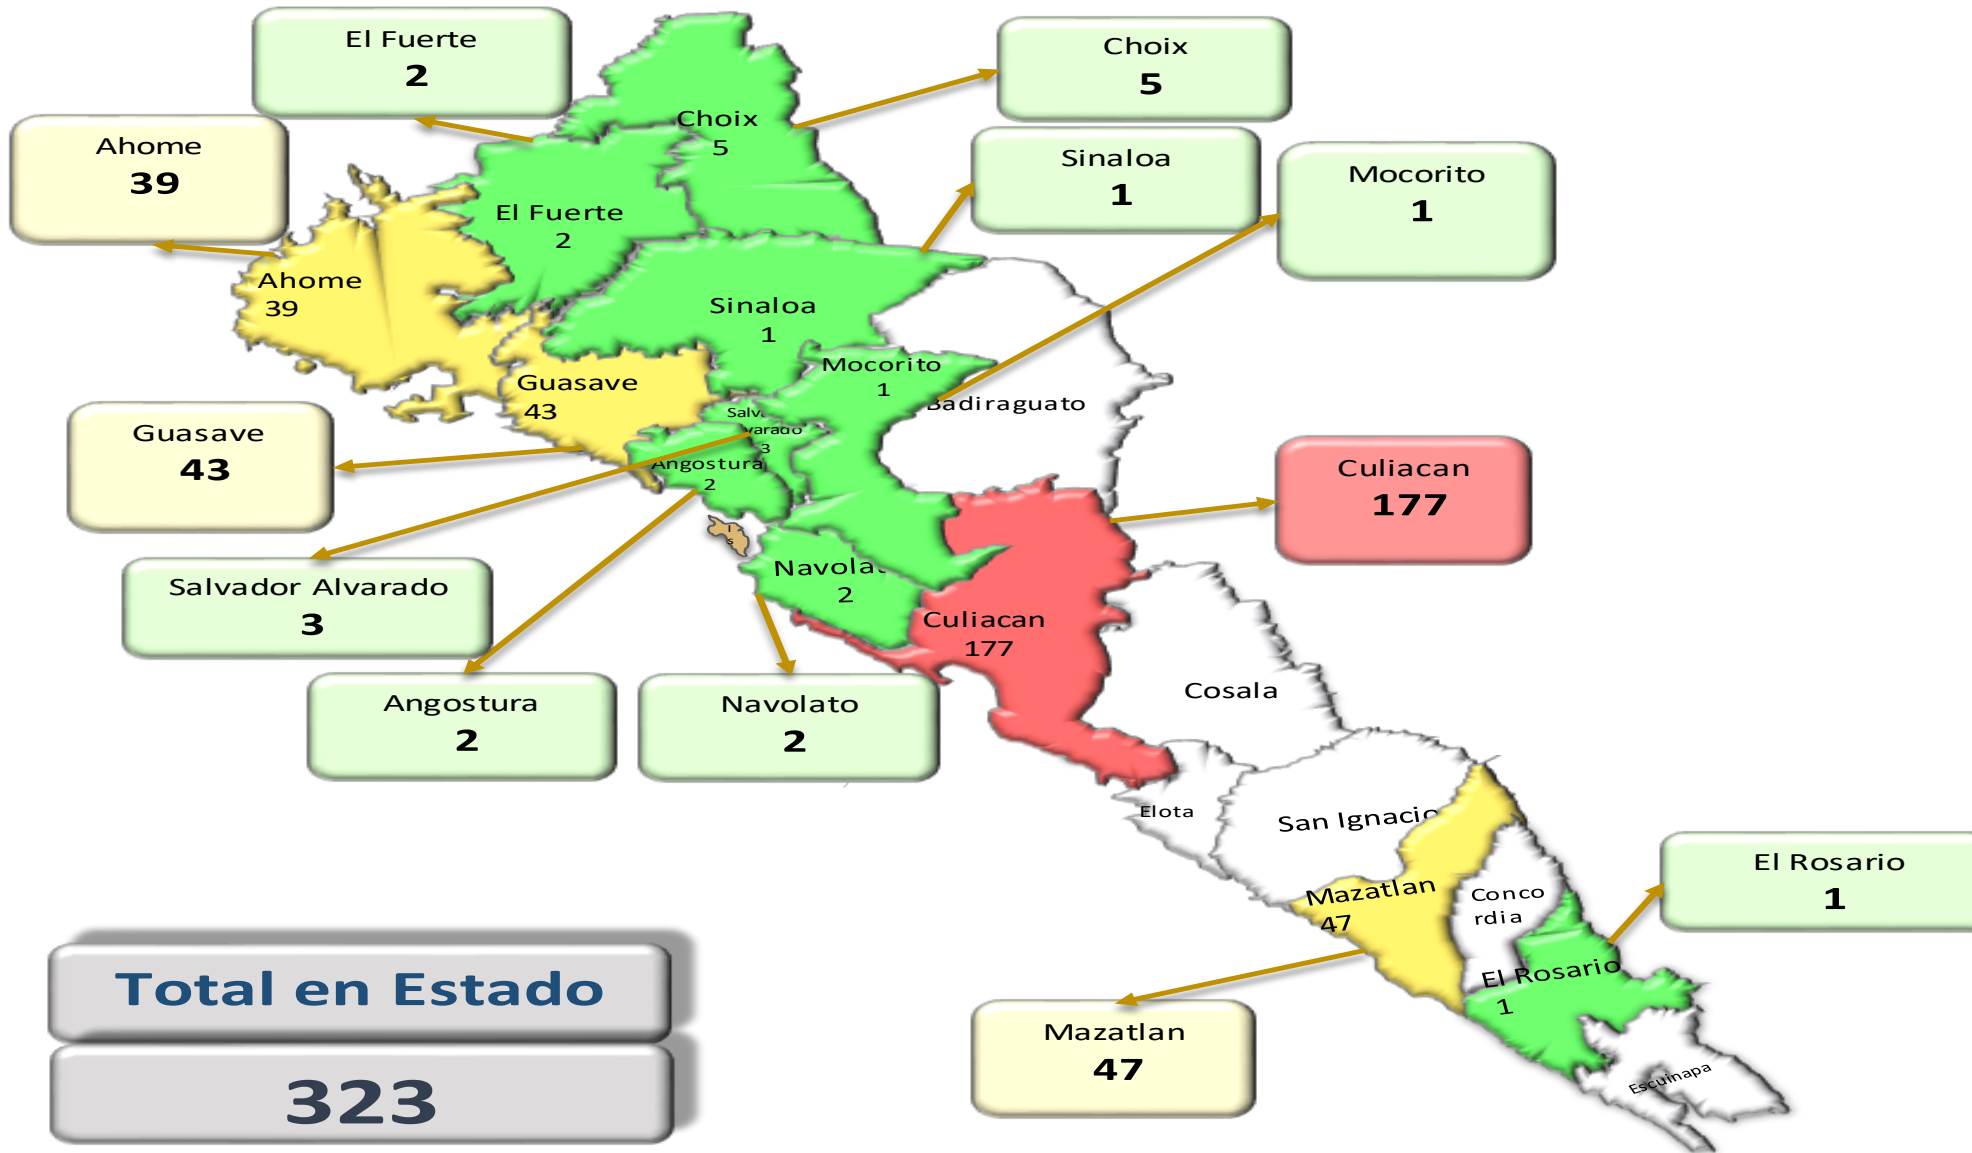 El Fuerte
2
Choix
5
Ahome
39
Sinaloa
1
Mocorito
1
Choix
5
El Fuerte
2
Ahome
39
Sinaloa
1
Mocorito
1
Guasave
43
Badiraguato
Salv
varado
3
Angostura
2
Guasave
43
Culiacan
177
Salvador Alvarado
3
Navolat
2
Culiacan
177
Angostura
2
Navolato
2
Cosala
Elota
San Ignacio
Mazatlan
47
Conco
rdia
El Rosario
1
El Rosario
1
Mazatlan
47
Escuinapa
Total en Estado
323